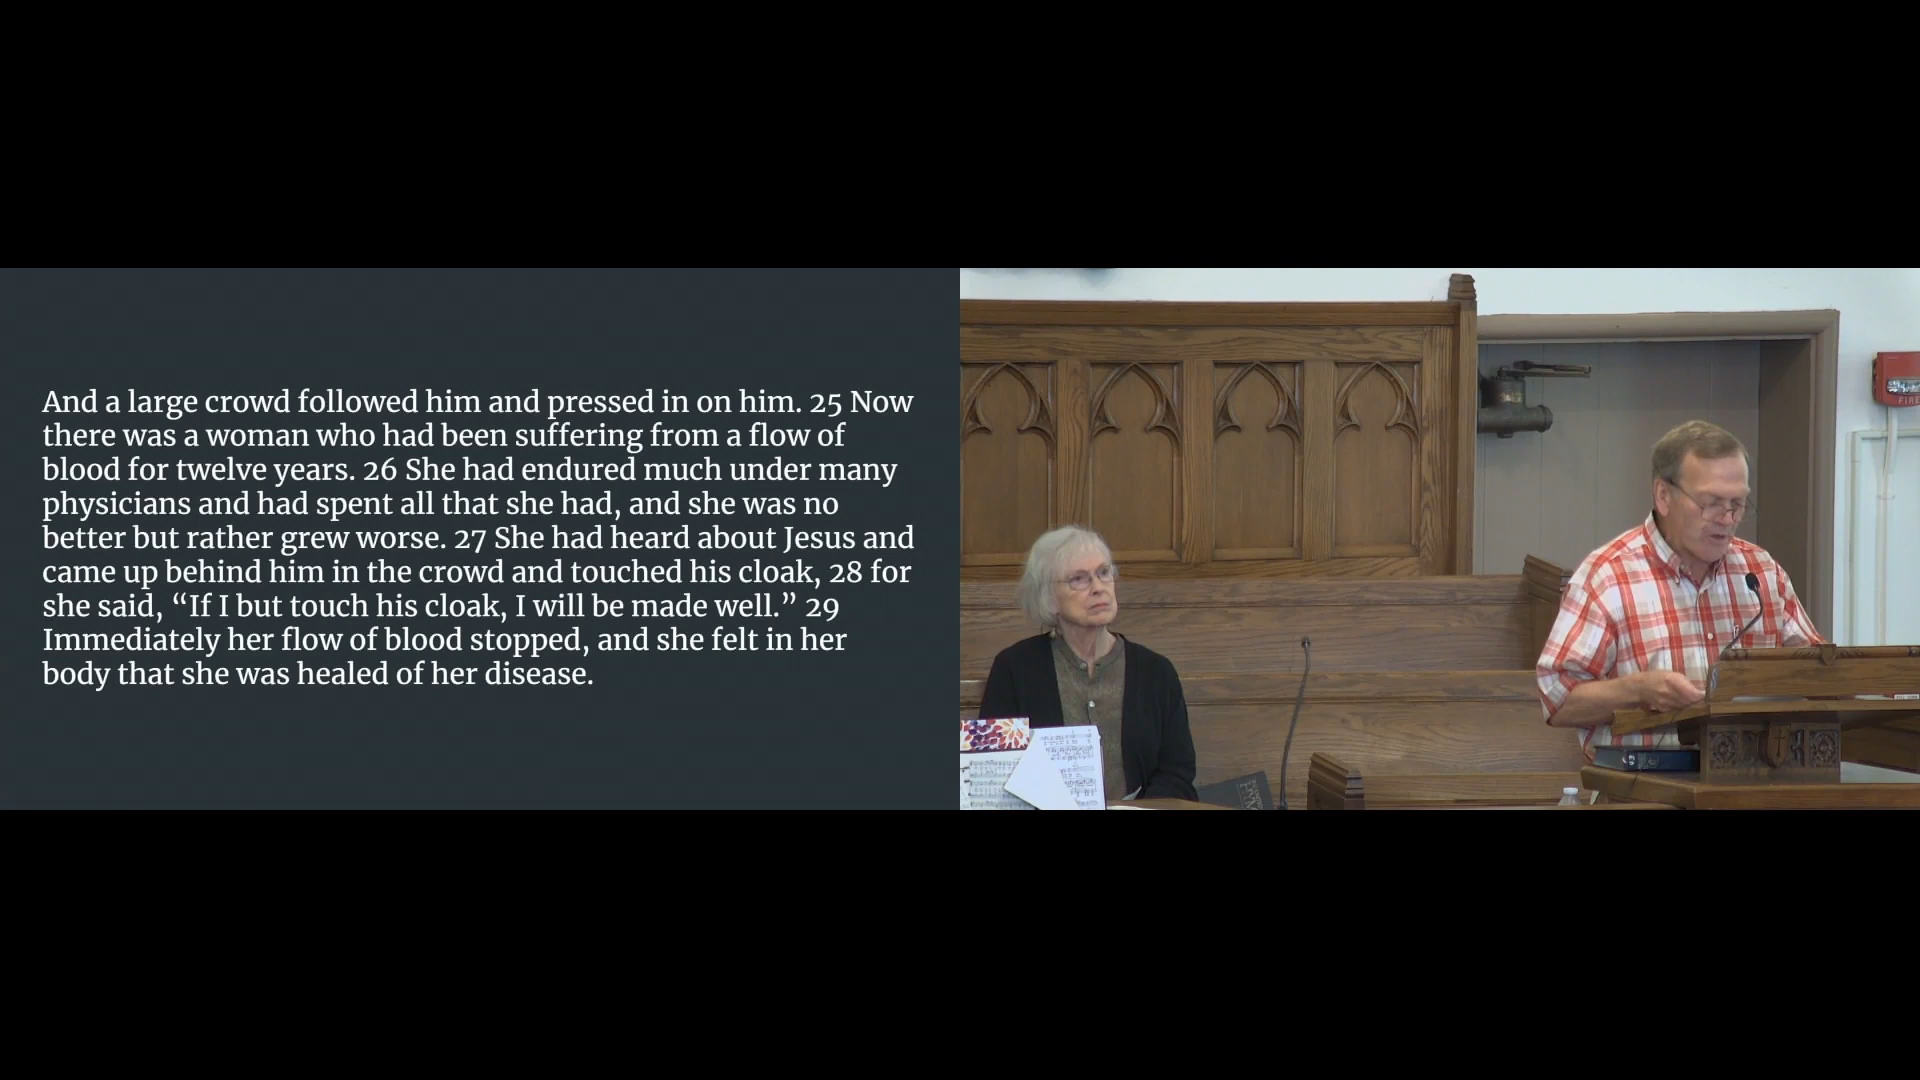 And a large crowd followed him and pressed in on him. 25 Now
there was a woman who had been suffering from a flow of
blood for twelve years. 26 She had endured much under many
physicians and had spent all that she had, and she was no
better but rather grew worse. 27 She had heard about Jesus and
came up behind him in the crowd and touched his cloak, 28 for
she said, “If I but touch his cloak, I will be made well.” 29
Immediately her flow of blood stopped, and she felt in her
body that she was healed of her disease.
FIRE